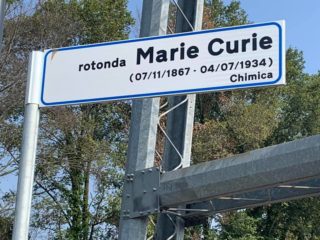 rotonda Marie Curie
(07/11/1867 - 04/07/1934)
Chimica